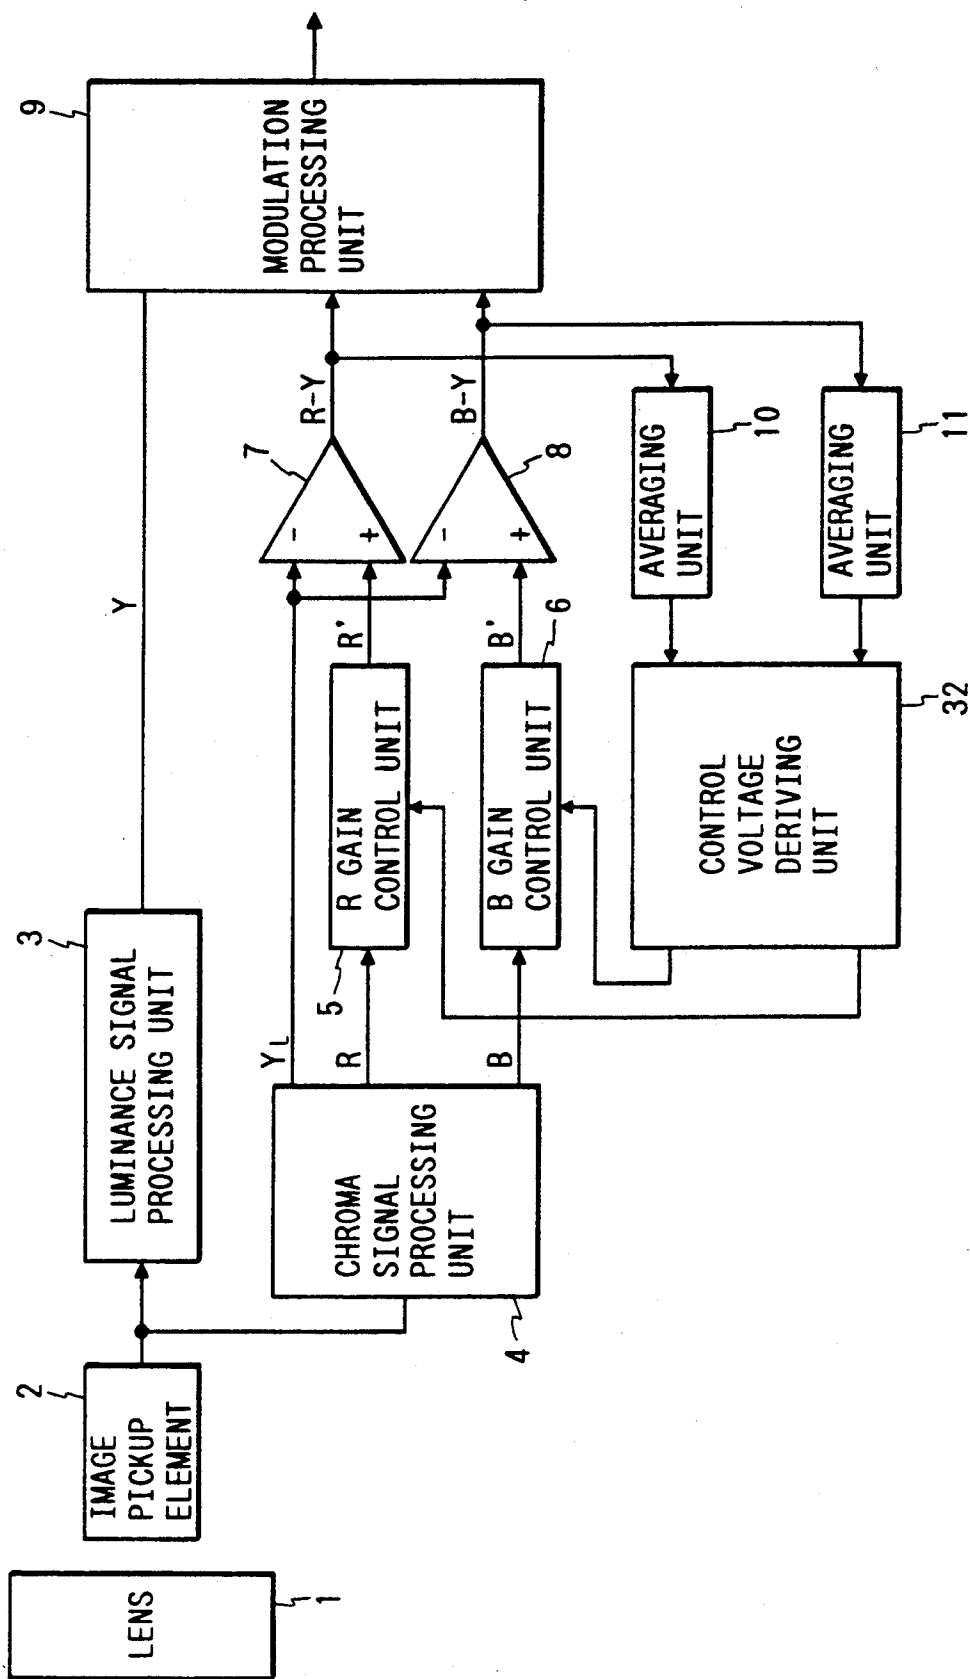 LENS
1
IMAGE
PICKUP
ELEMENT
2
LUMINANCE SIGNAL
PROCESSING UNIT
3
Y
MODULATION
PROCESSING
UNIT
9
CHROMA
SIGNAL
PROCESSING
UNIT
4
YL
R
B
R GAIN
CONTROL UNIT
5
B GAIN
CONTROL UNIT
6
R'
B'
-
+
7
-
+
8
R-Y
B-Y
AVERAGING
UNIT
10
AVERAGING
UNIT
11
CONTROL
VOLTAGE
DERIVING
UNIT
32